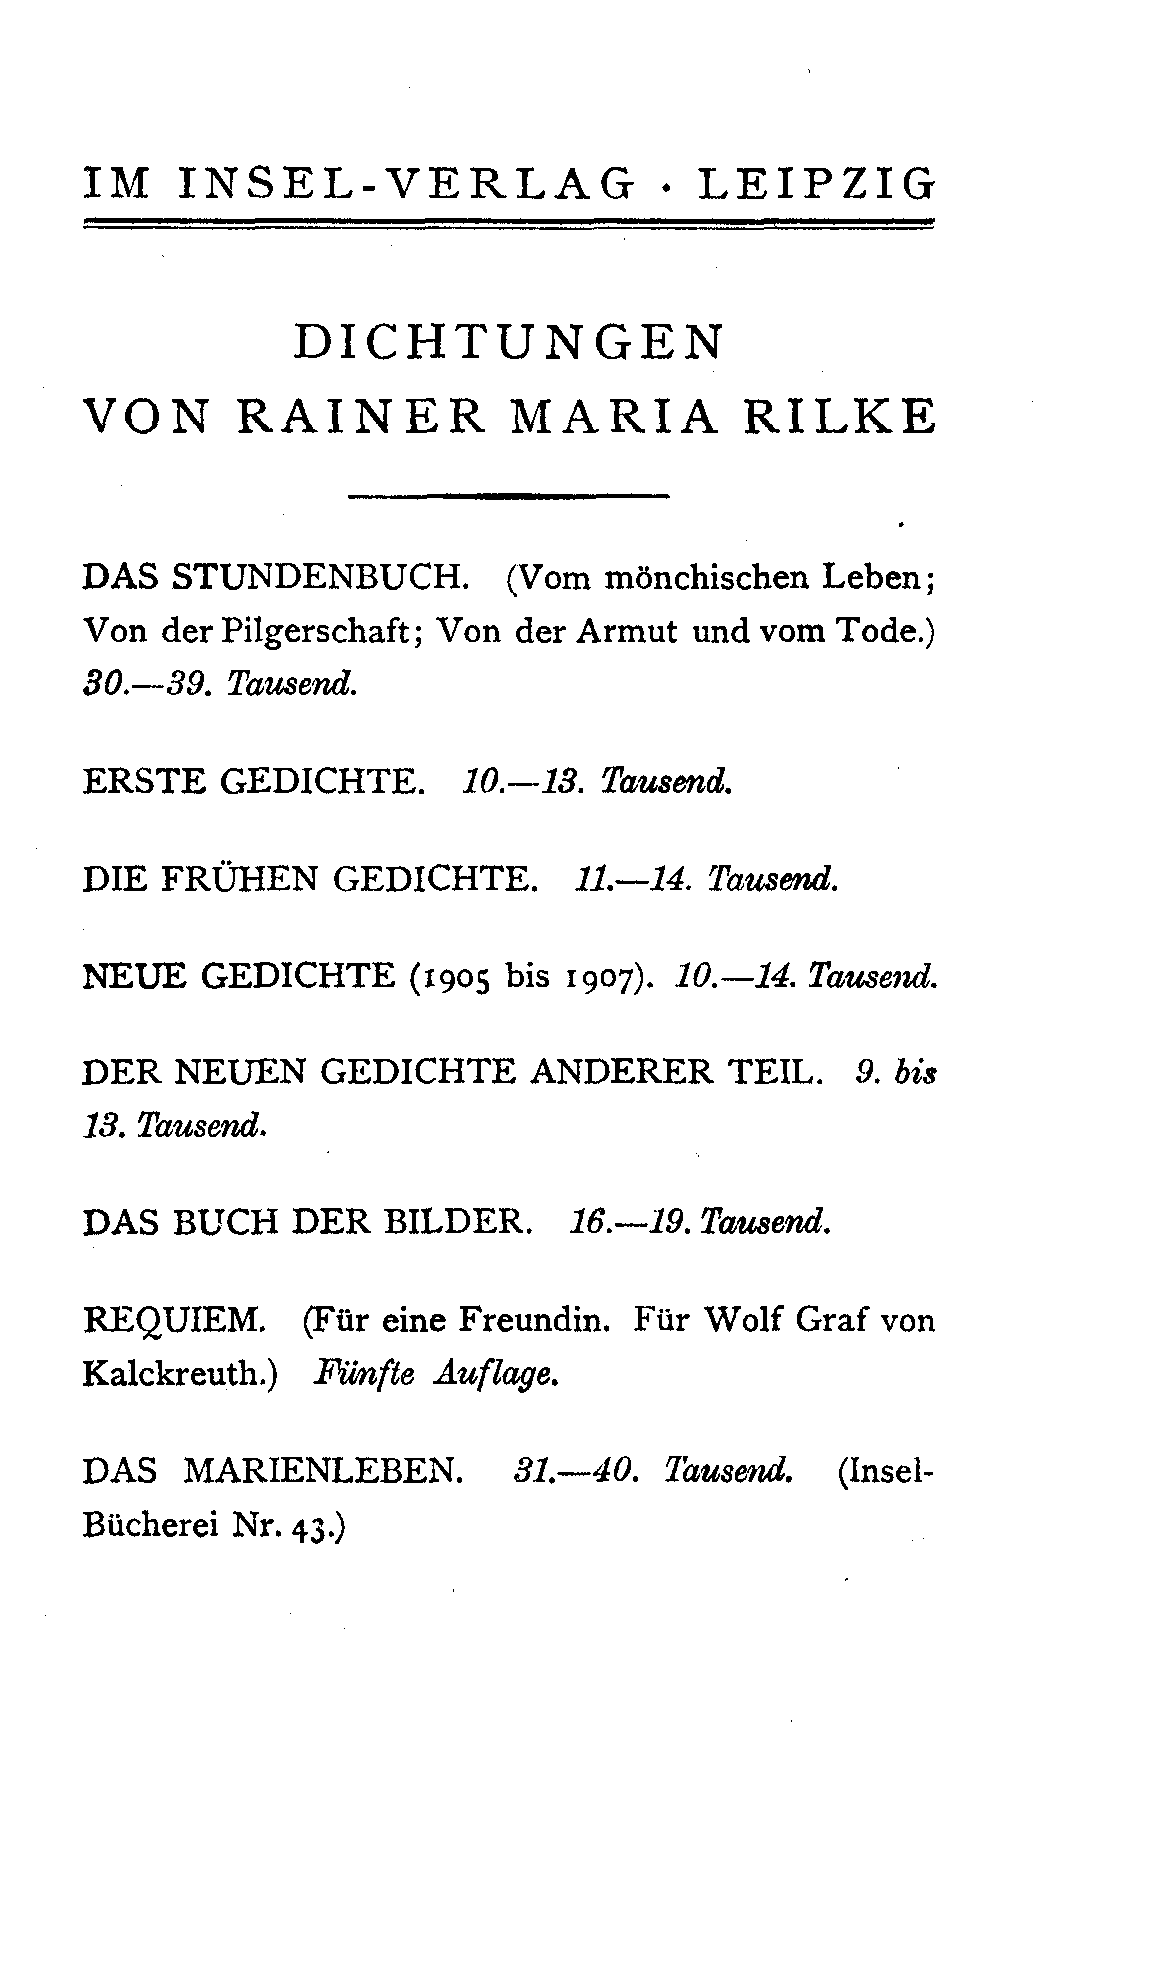 IM INSEL-VERLAG · LEIPZIG
DICHTUNGEN
VON RAINER MARIA RILKE
DAS STUNDENBUCH. (Vom mönchischen Leben;
Von der Pilgerschaft; Von der Armut und vom Tode.)
30.—39. Tausend.
ERSTE GEDICHTE. 10.—13. Tausend.
DIE FRÜHEN GEDICHTE. 11.—14. Tausend.
NEUE GEDICHTE (1905 bis 1907). 10.—14. Tausend.
DER NEUEN GEDICHTE ANDERER TEIL. 9. bis
13. Tausend.
DAS BUCH DER BILDER. 16.—19. Tausend.
REQUIEM. (Für eine Freundin. Für Wolf Graf von
Kalckreuth.) Fünfte Auflage.
DAS MARIENLEBEN. 31.—40. Tausend. (Insel-
Bücherei Nr. 43.)